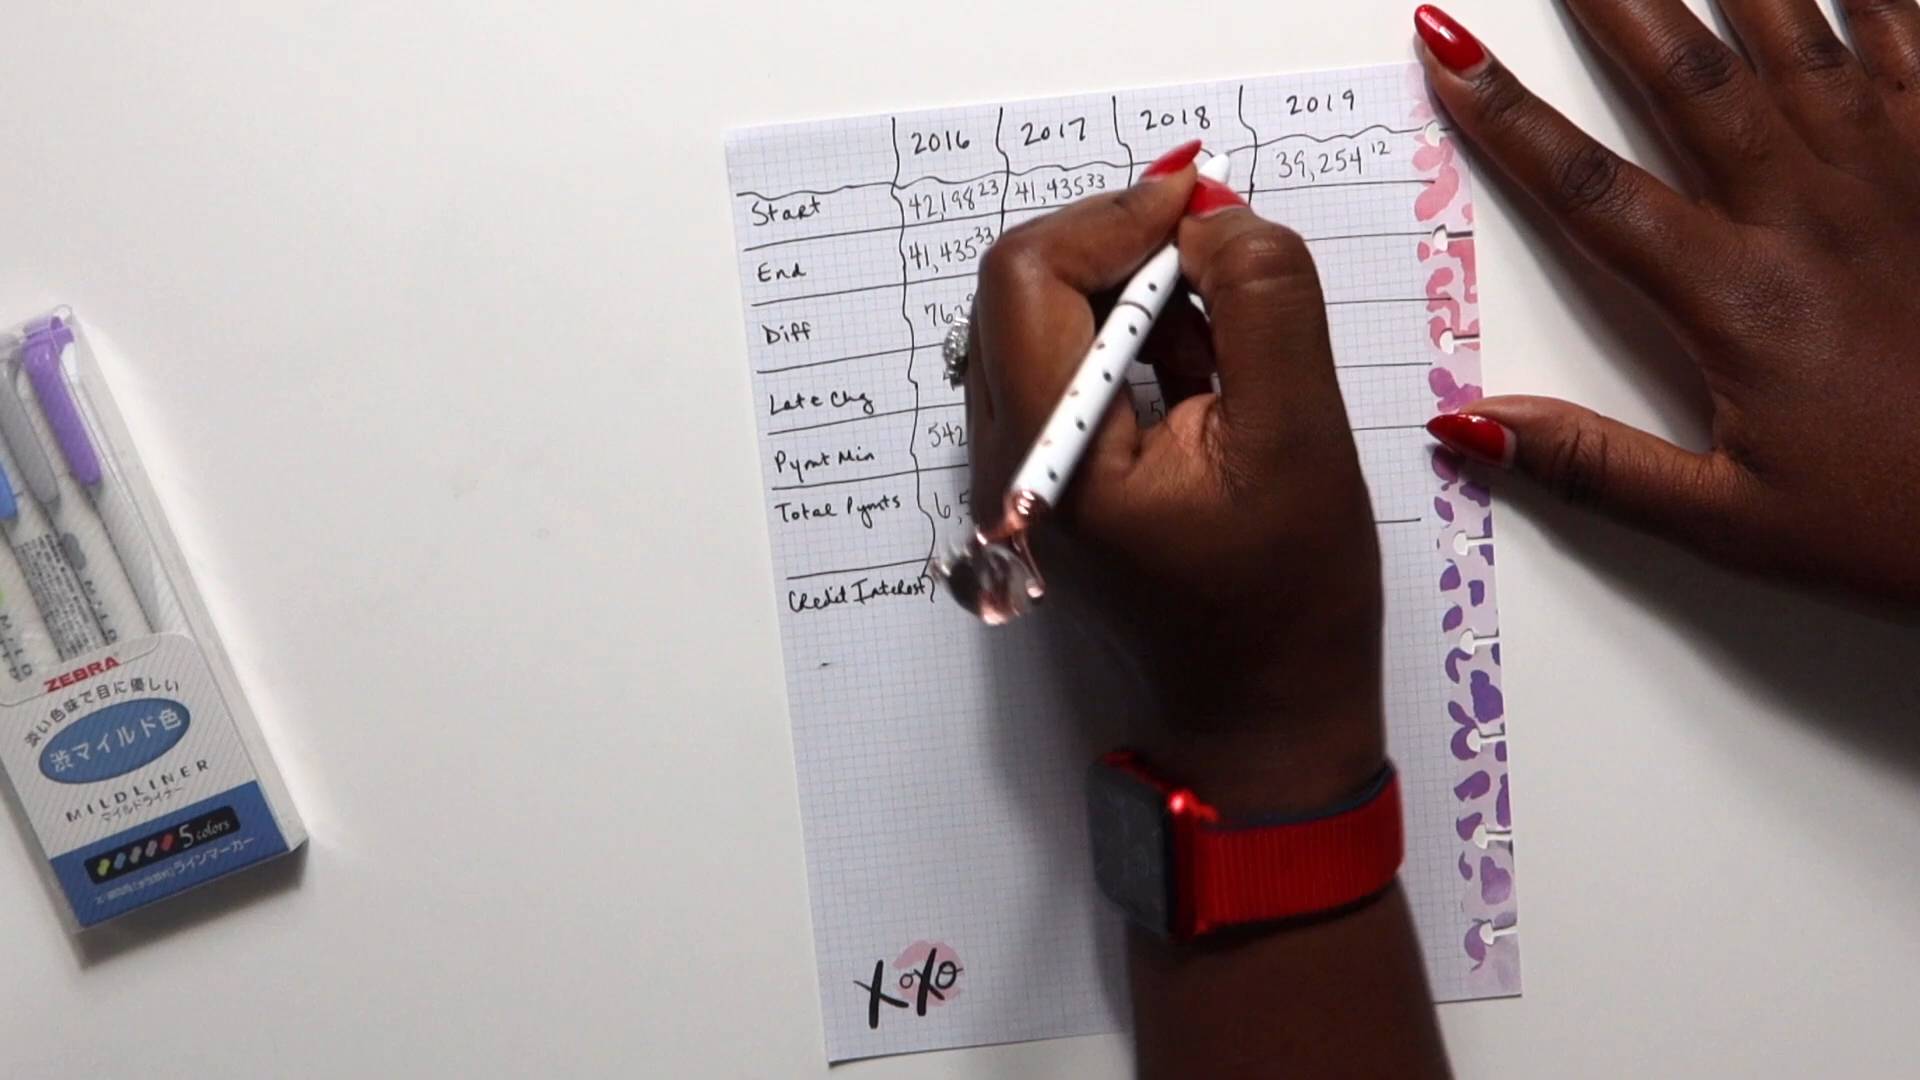 2016 2017 2018 2019
Start 42,198 23 41,435 33 39,254 12
End 41,435 33
Diff
Late Chg
Pymt Min
Total Pymts
Credit Interest
XOXO
ZEBRA
淡い色味で目に優しい
渋マイルド色
MILDLINER
マイルドライナー
5 colors
ラインマーカー